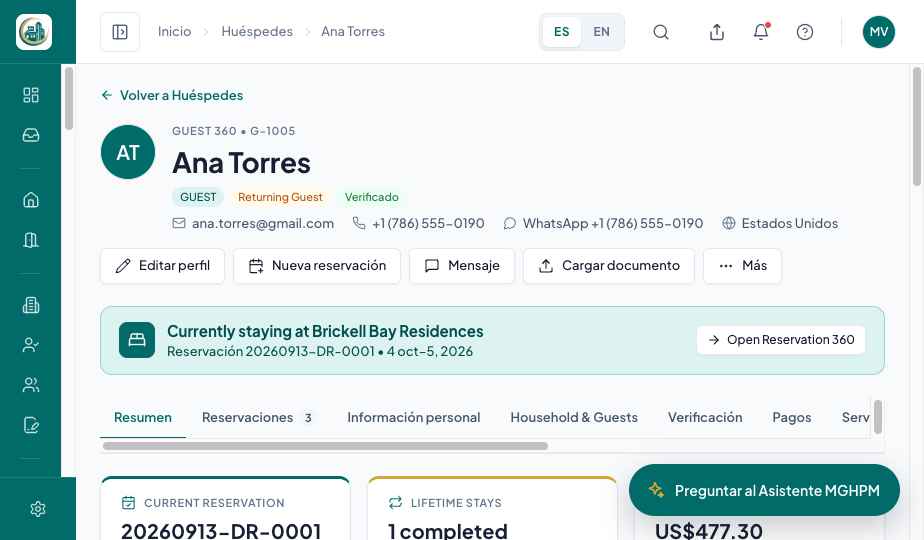 Inicio > Huéspedes > Ana Torres
ES EN
MV
← Volver a Huéspedes
AT
GUEST 360 • G-1005
Ana Torres
GUEST Returning Guest Verificado
ana.torres@gmail.com +1 (786) 555-0190 WhatsApp +1 (786) 555-0190 Estados Unidos
Editar perfil Nueva reservación Mensaje Cargar documento ··· Más
Currently staying at Brickell Bay Residences
Reservación 20260913-DR-0001 • 4 oct–5, 2026
→ Open Reservation 360
Resumen Reservaciones 3 Información personal Household & Guests Verificación Pagos Serv
Preguntar al Asistente MGHPM
CURRENT RESERVATION LIFETIME STAYS
20260913-DR-0001 1 completed US$477.30